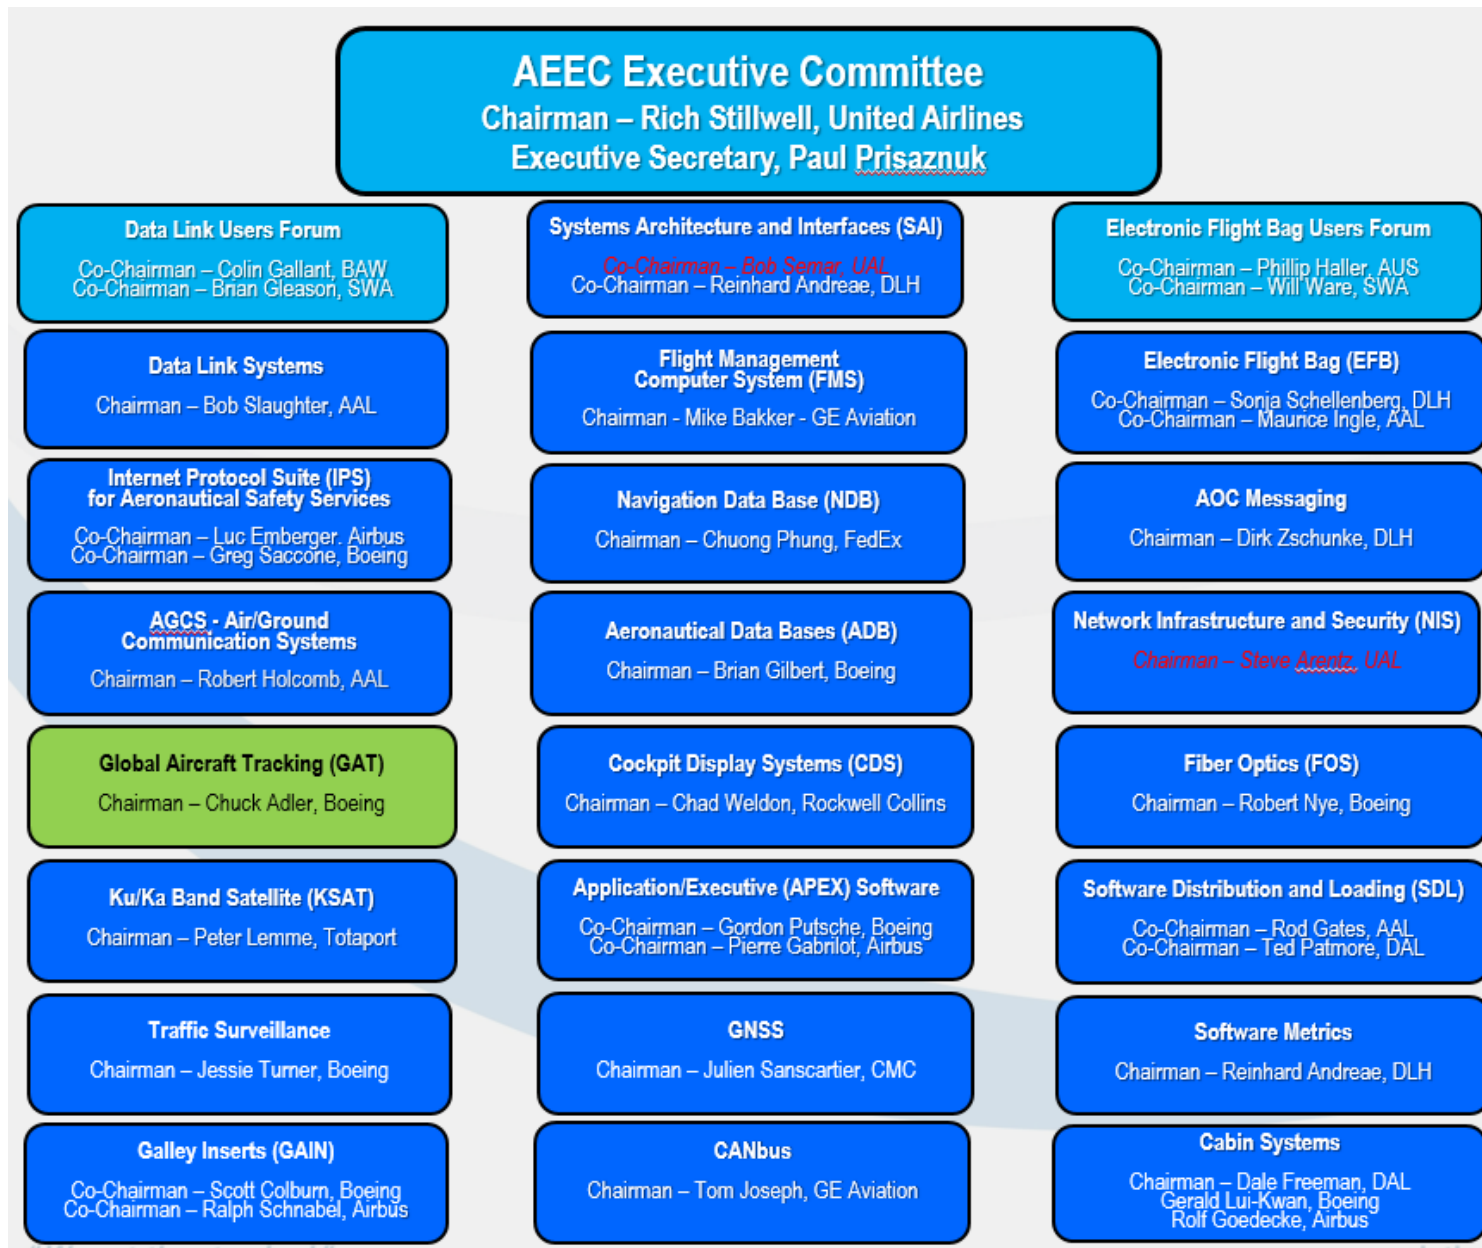 AEEC Executive Committee
Chairman – Rich Stillwell, United Airlines
Executive Secretary, Paul Prisaznuk
Data Link Users Forum
Co-Chairman – Colin Gallant, BAW
Co-Chairman – Brian Gleason, SWA
Systems Architecture and Interfaces (SAI)
Co-Chairman – Bob Semar, UAL
Co-Chairman – Reinhard Andreae, DLH
Electronic Flight Bag Users Forum
Co-Chairman – Phillip Haller, AUS
Co-Chairman – Will Ware, SWA
Data Link Systems
Chairman – Bob Slaughter, AAL
Flight Management
Computer System (FMS)
Chairman - Mike Bakker - GE Aviation
Electronic Flight Bag (EFB)
Co-Chairman – Sonja Schellenberg, DLH
Co-Chairman – Maurice Ingle, AAL
Internet Protocol Suite (IPS)
for Aeronautical Safety Services
Co-Chairman – Luc Emberger. Airbus
Co-Chairman – Greg Saccone, Boeing
Navigation Data Base (NDB)
Chairman – Chuong Phung, FedEx
AOC Messaging
Chairman – Dirk Zschunke, DLH
AGCS - Air/Ground
Communication Systems
Chairman – Robert Holcomb, AAL
Aeronautical Data Bases (ADB)
Chairman – Brian Gilbert, Boeing
Network Infrastructure and Security (NIS)
Chairman – Steve Arentz, UAL
Global Aircraft Tracking (GAT)
Chairman – Chuck Adler, Boeing
Cockpit Display Systems (CDS)
Chairman – Chad Weldon, Rockwell Collins
Fiber Optics (FOS)
Chairman – Robert Nye, Boeing
Ku/Ka Band Satellite (KSAT)
Chairman – Peter Lemme, Totaport
Application/Executive (APEX) Software
Co-Chairman – Gordon Putsche, Boeing
Co-Chairman – Pierre Gabrilot, Airbus
Software Distribution and Loading (SDL)
Co-Chairman – Rod Gates, AAL
Co-Chairman – Ted Patmore, DAL
Traffic Surveillance
Chairman – Jessie Turner, Boeing
GNSS
Chairman – Julien Sanscartier, CMC
Software Metrics
Chairman – Reinhard Andreae, DLH
Galley Inserts (GAIN)
Co-Chairman – Scott Colburn, Boeing
Co-Chairman – Ralph Schnabel, Airbus
CANbus
Chairman – Tom Joseph, GE Aviation
Cabin Systems
Chairman – Dale Freeman, DAL
Gerald Lui-Kwan, Boeing
Rolf Goedecke, Airbus